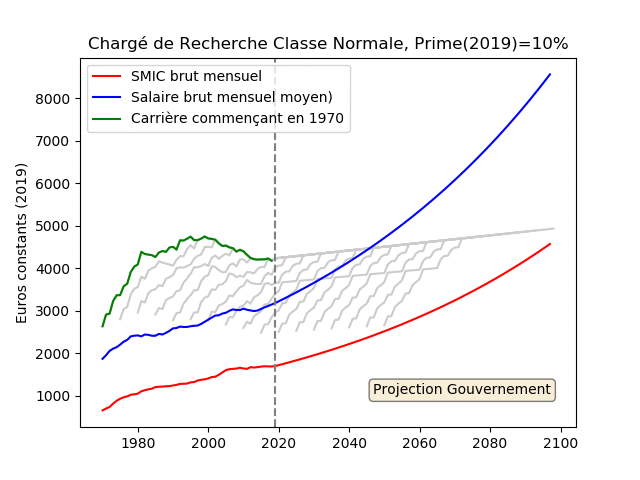 Chargé de Recherche Classe Normale, Prime(2019)=10%
SMIC brut mensuel
Salaire brut mensuel moyen)
Carrière commençant en 1970
Euros constants (2019)
8000
7000
6000
5000
4000
3000
2000
1000
Projection Gouvernement
1980 2000 2020 2040 2060 2080 2100